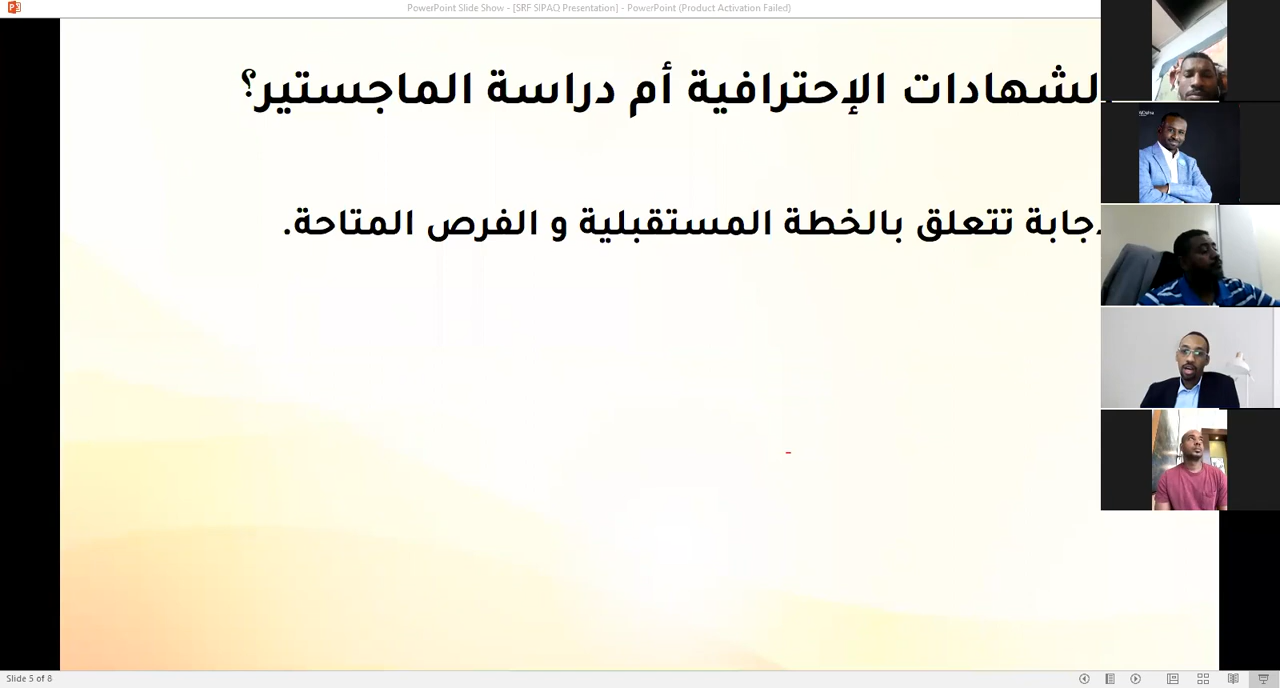 PowerPoint Slide Show - [SRF SIPAQ Presentation] - PowerPoint (Product Activation Failed)
لشهادات الإحترافية أم دراسة الماجستير؟
جابة تتعلق بالخطة المستقبلية و الفرص المتاحة.
Slide 5 of 8